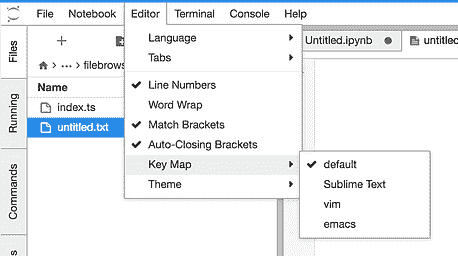 File Notebook Editor Terminal Console Help
Files
Running
Commands
> ... > filebrows
Name
index.ts
untitled.txt
Language
Tabs
Line Numbers
Word Wrap
Match Brackets
Auto-Closing Brackets
Key Map
Theme
default
Sublime Text
vim
emacs
Untitled.ipynb
untitled